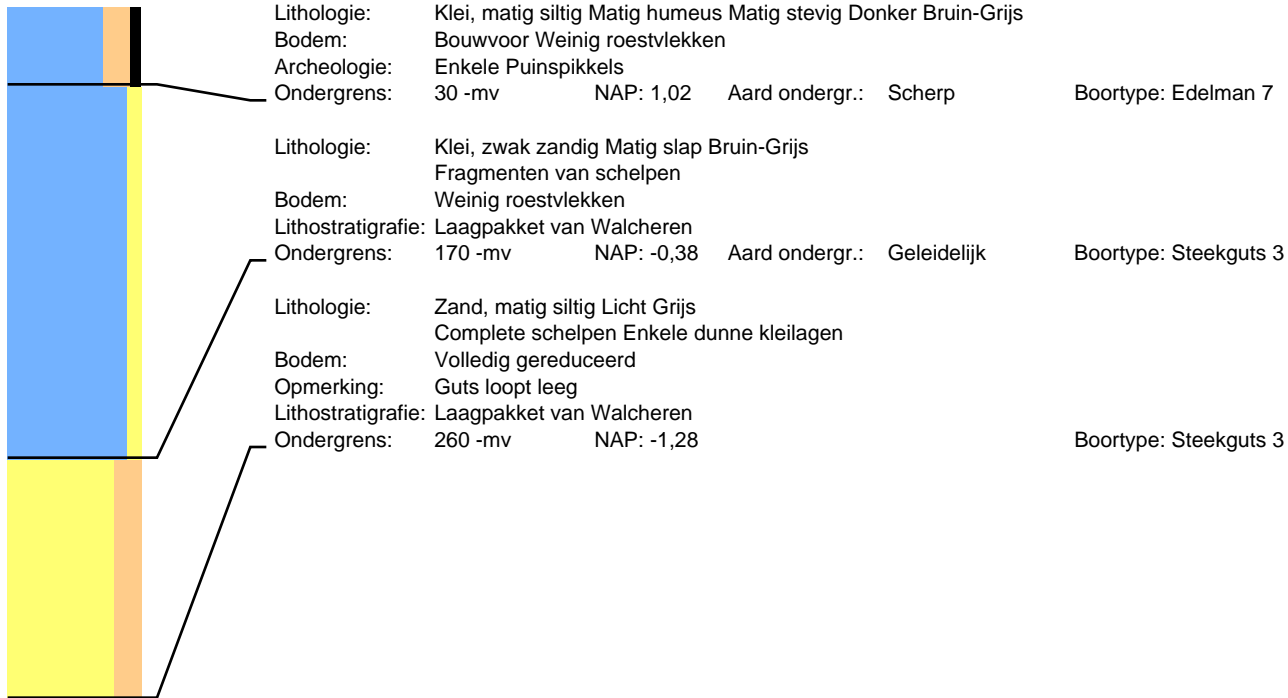 Lithologie: Klei, matig siltig Matig humeus Matig stevig Donker Bruin-Grijs
Bodem: Bouwvoor Weinig roestvlekken
Archeologie: Enkele Puinspikkels
Ondergrens: 30 -mv NAP: 1,02 Aard ondergr.: Scherp Boortype: Edelman 7
Lithologie: Klei, zwak zandig Matig slap Bruin-Grijs
Fragmenten van schelpen
Bodem: Weinig roestvlekken
Lithostratigrafie: Laagpakket van Walcheren
Ondergrens: 170 -mv NAP: -0,38 Aard ondergr.: Geleidelijk Boortype: Steekguts 3
Lithologie: Zand, matig siltig Licht Grijs
Complete schelpen Enkele dunne kleilagen
Bodem: Volledig gereduceerd
Opmerking: Guts loopt leeg
Lithostratigrafie: Laagpakket van Walcheren
Ondergrens: 260 -mv NAP: -1,28 Boortype: Steekguts 3